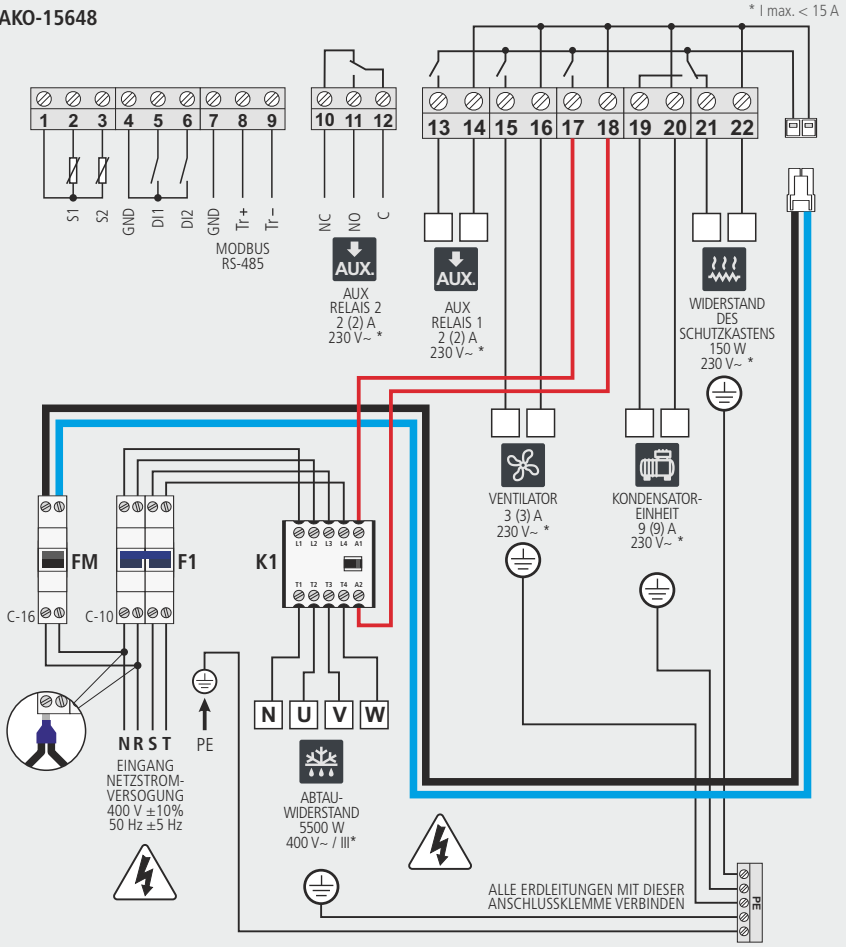 AKO-15648
* I max. < 15 A
1 2 3 4 5 6 7 8 9
10 11 12
13 14 15 16 17 18 19 20 21 22
S1
S2
GND
DI1
DI2
GND
Tr+
Tr−
MODBUS
RS-485
NC
NO
C
AUX.
AUX
RELAIS 2
2 (2) A
230 V~ *
AUX.
AUX
RELAIS 1
2 (2) A
230 V~ *
WIDERSTAND
DES
SCHUTZKASTENS
150 W
230 V~ *
VENTILATOR
3 (3) A
230 V~ *
KONDENSATOR-
EINHEIT
9 (9) A
230 V~ *
FM
F1
K1
L1 L2 L3 L4 A1
T1 T2 T3 T4 A2
C-16
C-10
N U V W
N R S T
EINGANG
NETZSTROM-
VERSOGUNG
400 V ±10%
50 Hz ±5 Hz
PE
ABTAU-
WIDERSTAND
5500 W
400 V~ / III*
ALLE ERDLEITUNGEN MIT DIESER
ANSCHLUSSKLEMME VERBINDEN
PE